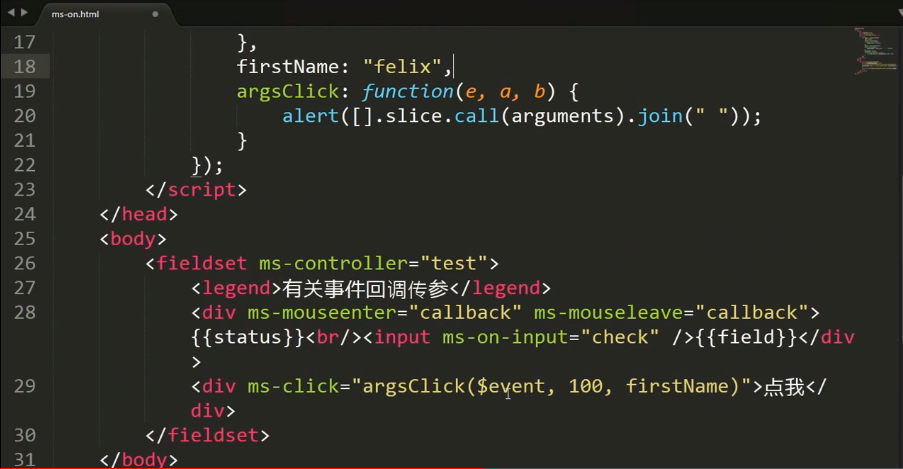 ms-on.html
17 },
18 firstName: "felix",
19 argsClick: function(e, a, b) {
20 alert([].slice.call(arguments).join(" "));
21 }
22 });
23 </script>
24 </head>
25 <body>
26 <fieldset ms-controller="test">
27 <legend>有关事件回调传参</legend>
28 <div ms-mouseenter="callback" ms-mouseleave="callback">
{{status}}<br/><input ms-on-input="check" />{{field}}</div
>
29 <div ms-click="argsClick($event, 100, firstName)">点我</
div>
30 </fieldset>
31 </body>